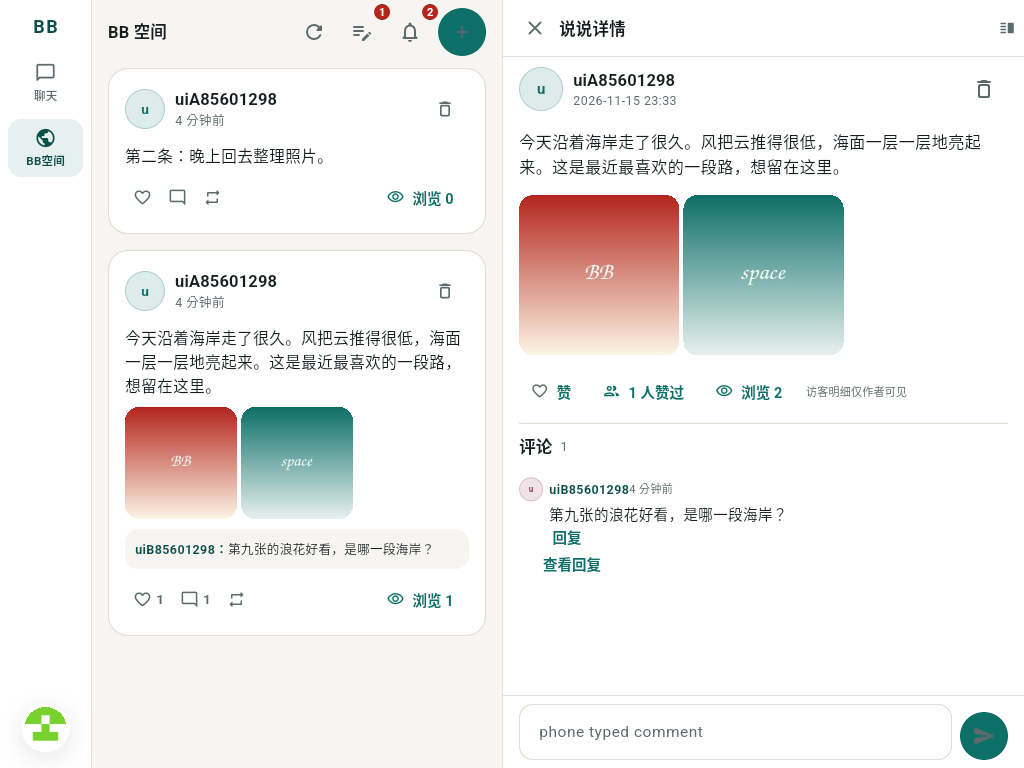 BB
聊天
BB空间
BB 空间
1
2
uiA85601298
4 分钟前
第二条：晚上回去整理照片。
浏览 0
uiA85601298
4 分钟前
今天沿着海岸走了很久。风把云推得很低，海面
一层一层地亮起来。这是最近最喜欢的一段路，
想留在这里。
BB
space
uiB85601298：第九张的浪花好看，是哪一段海岸？
1
1
浏览 1
说说详情
uiA85601298
2026-11-15 23:33
今天沿着海岸走了很久。风把云推得很低，海面一层一层地亮起
来。这是最近最喜欢的一段路，想留在这里。
BB
space
赞
1 人赞过
浏览 2
访客明细仅作者可见
评论 1
uiB85601298 4 分钟前
第九张的浪花好看，是哪一段海岸？
回复
查看回复
phone typed comment
u
u
u
u